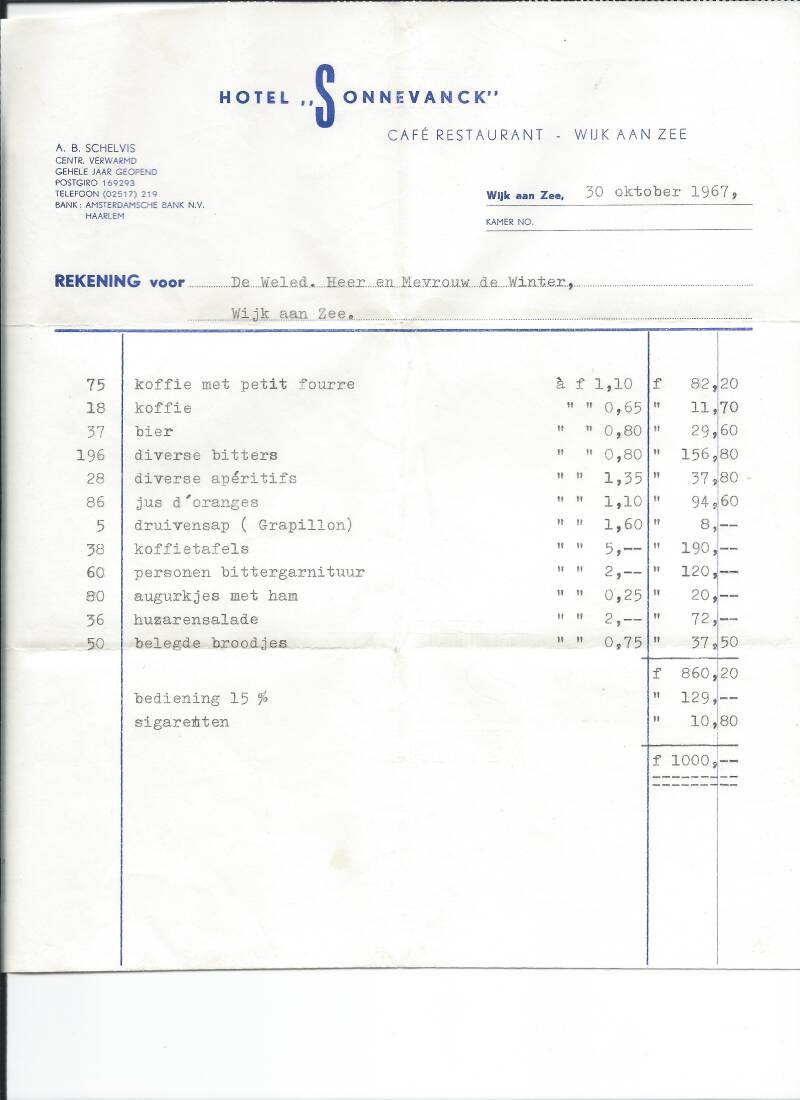 HOTEL „SONNEVANCK”
CAFÉ RESTAURANT - WIJK AAN ZEE
A. B. SCHELVIS
CENTR. VERWARMD
GEHELE JAAR GEOPEND
POSTGIRO 169293
TELEFOON (02517) 219
BANK: AMSTERDAMSCHE BANK N.V.
HAARLEM
Wijk aan Zee, 30 oktober 1967,
KAMER NO.
REKENING voor De Weled. Heer en Mevrouw de Winter,
Wijk aan Zee.
75 koffie met petit fourre à f 1,10 f 82,20
18 koffie " " 0,65 " 11,70
37 bier " " 0,80 " 29,60
196 diverse bitters " " 0,80 " 156,80
28 diverse apéritifs " " 1,35 " 37,80
86 jus d'oranges " " 1,10 " 94,60
5 druivensap ( Grapillon) " " 1,60 " 8,--
38 koffietafels " " 5,-- " 190,--
60 personen bittergarnituur " " 2,-- " 120,--
80 augurkjes met ham " " 0,25 " 20,--
36 huzarensalade " " 2,-- " 72,--
50 belegde broodjes " " 0,75 " 37,50
f 860,20
bediening 15 % " 129,--
sigaretten " 10,80
f 1000,--